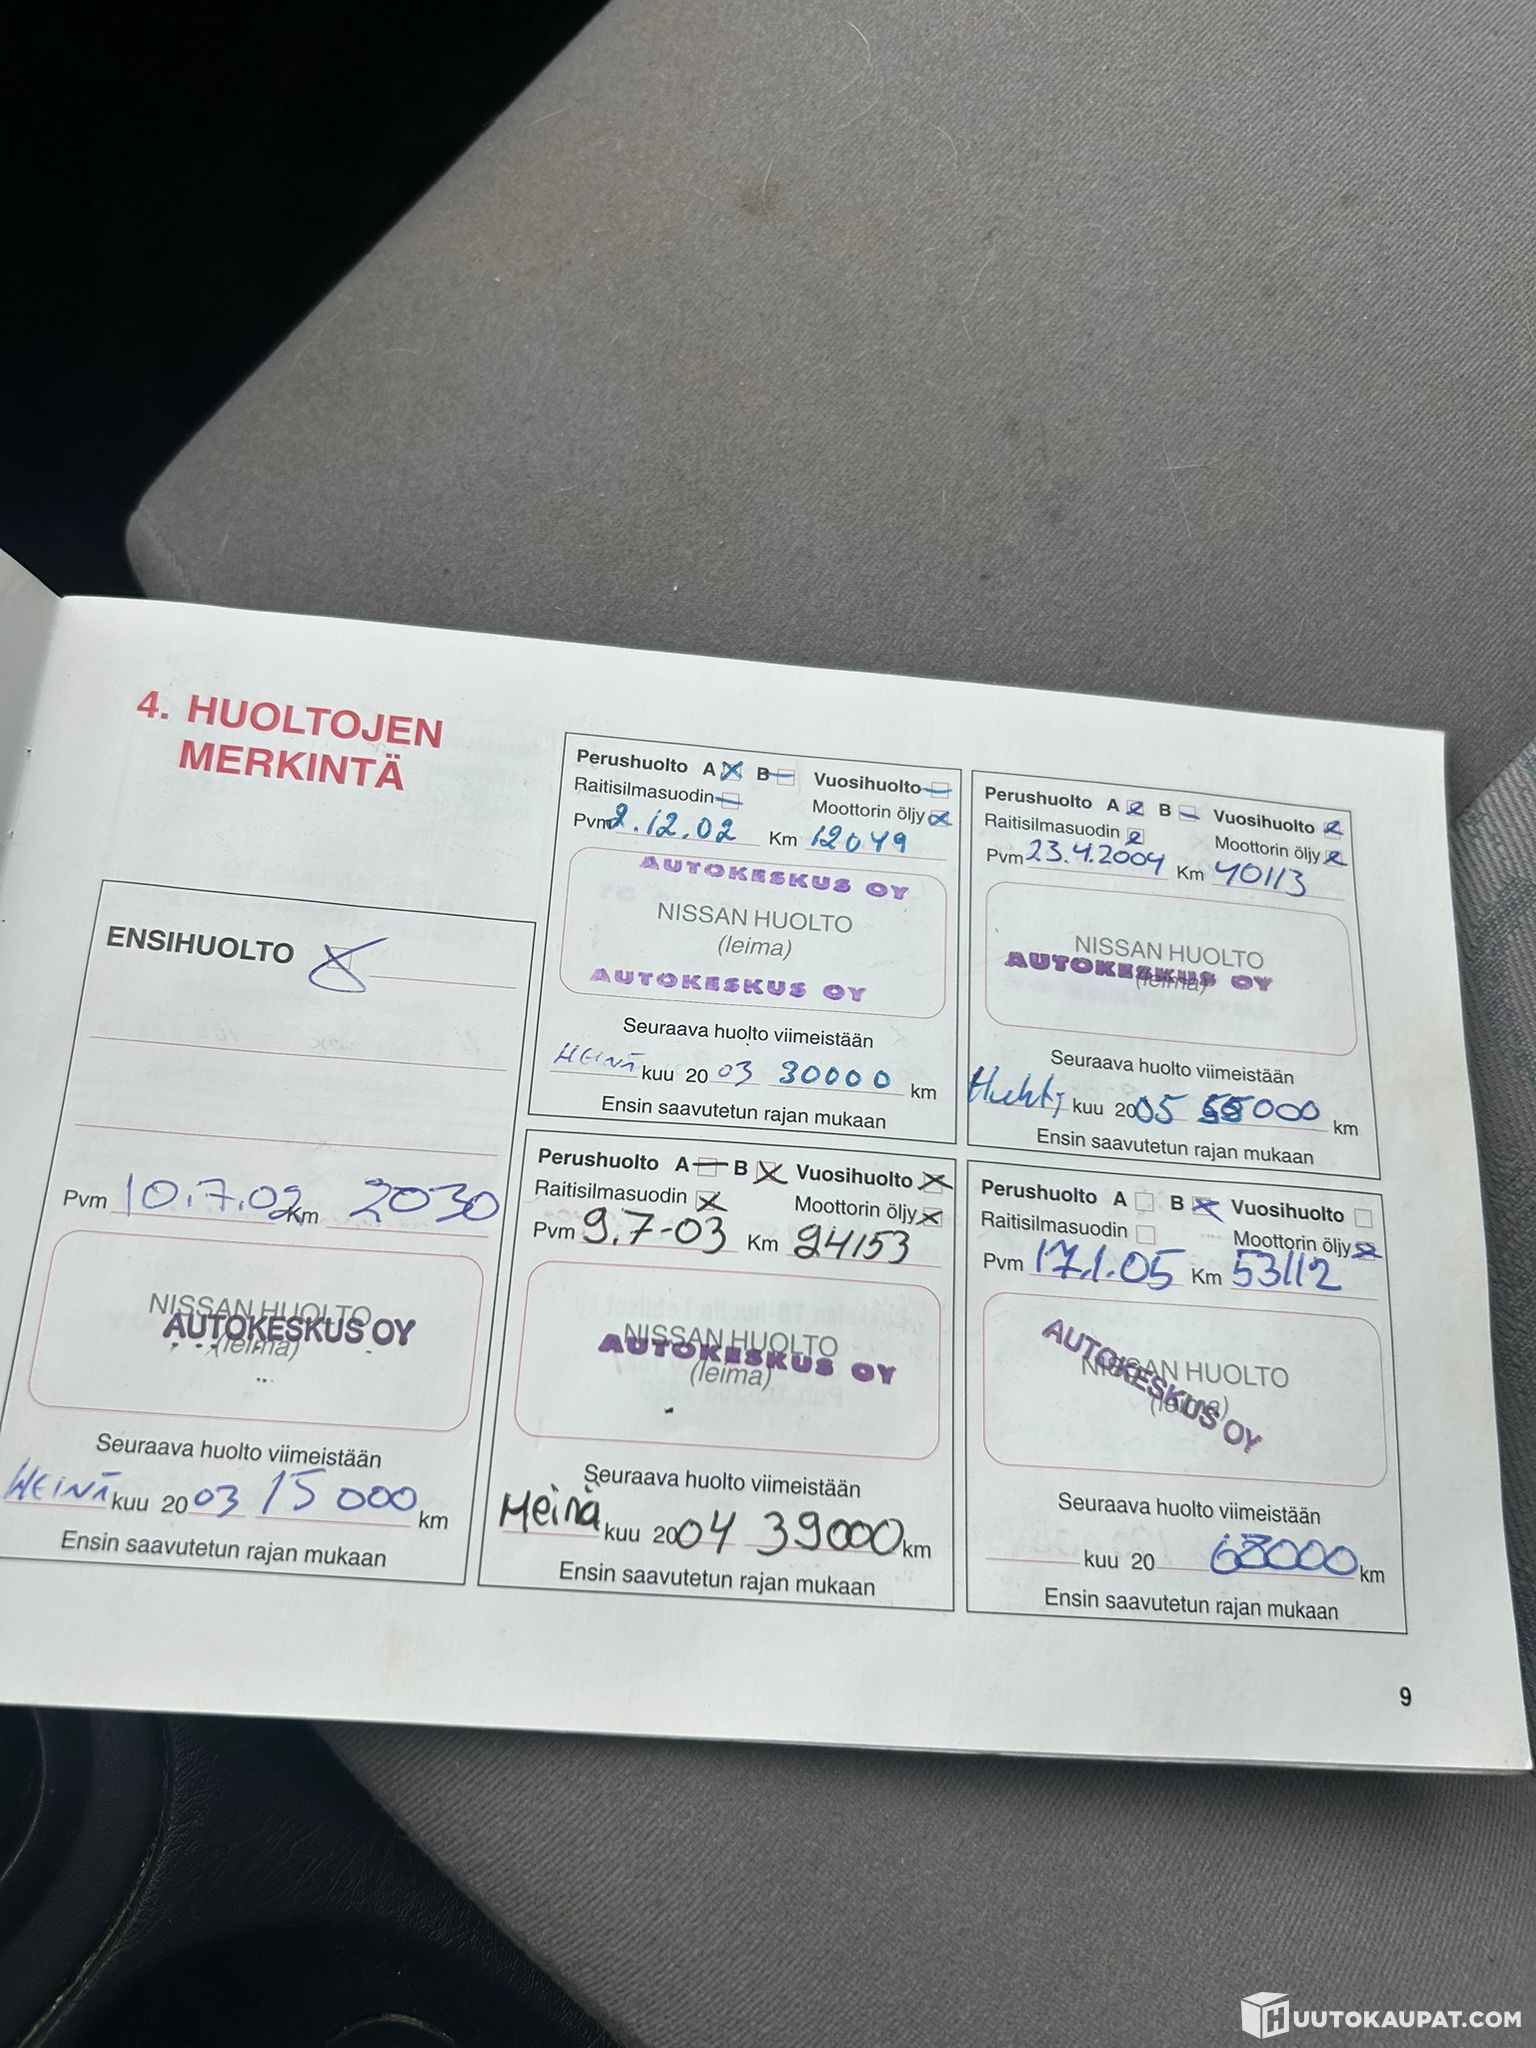 4. HUOLTOJEN
MERKINTÄ
ENSIHUOLTO
Pvm 10.7.02 Km 2030
NISSAN HUOLTO
AUTOKESKUS OY
(leima)
Seuraava huolto viimeistään
HEINÄ kuu 20 03 15 000 km
Ensin saavutetun rajan mukaan
Perushuolto A B Vuosihuolto
Raitisilmasuodin Moottorin öljy
Pvm 2.12.02 Km 12049
AUTOKESKUS OY
NISSAN HUOLTO
(leima)
AUTOKESKUS OY
Seuraava huolto viimeistään
HEINÄ kuu 20 03 30000 km
Ensin saavutetun rajan mukaan
Perushuolto A B Vuosihuolto
Raitisilmasuodin Moottorin öljy
Pvm 9.7-03 Km 24153
NISSAN HUOLTO
AUTOKESKUS OY
(leima)
Seuraava huolto viimeistään
Heinä kuu 2004 39000 km
Ensin saavutetun rajan mukaan
Perushuolto A B Vuosihuolto
Raitisilmasuodin Moottorin öljy
Pvm 23.4.2004 Km 40113
NISSAN HUOLTO
AUTOKESKUS OY
(leima)
Seuraava huolto viimeistään
Huhti kuu 2005 55000 km
Ensin saavutetun rajan mukaan
Perushuolto A B Vuosihuolto
Raitisilmasuodin Moottorin öljy
Pvm 17.1.05 Km 53112
AUTOKESKUS OY
NISSAN HUOLTO
(leima)
Seuraava huolto viimeistään
kuu 20 68000 km
Ensin saavutetun rajan mukaan
9
HUUTOKAUPAT.COM